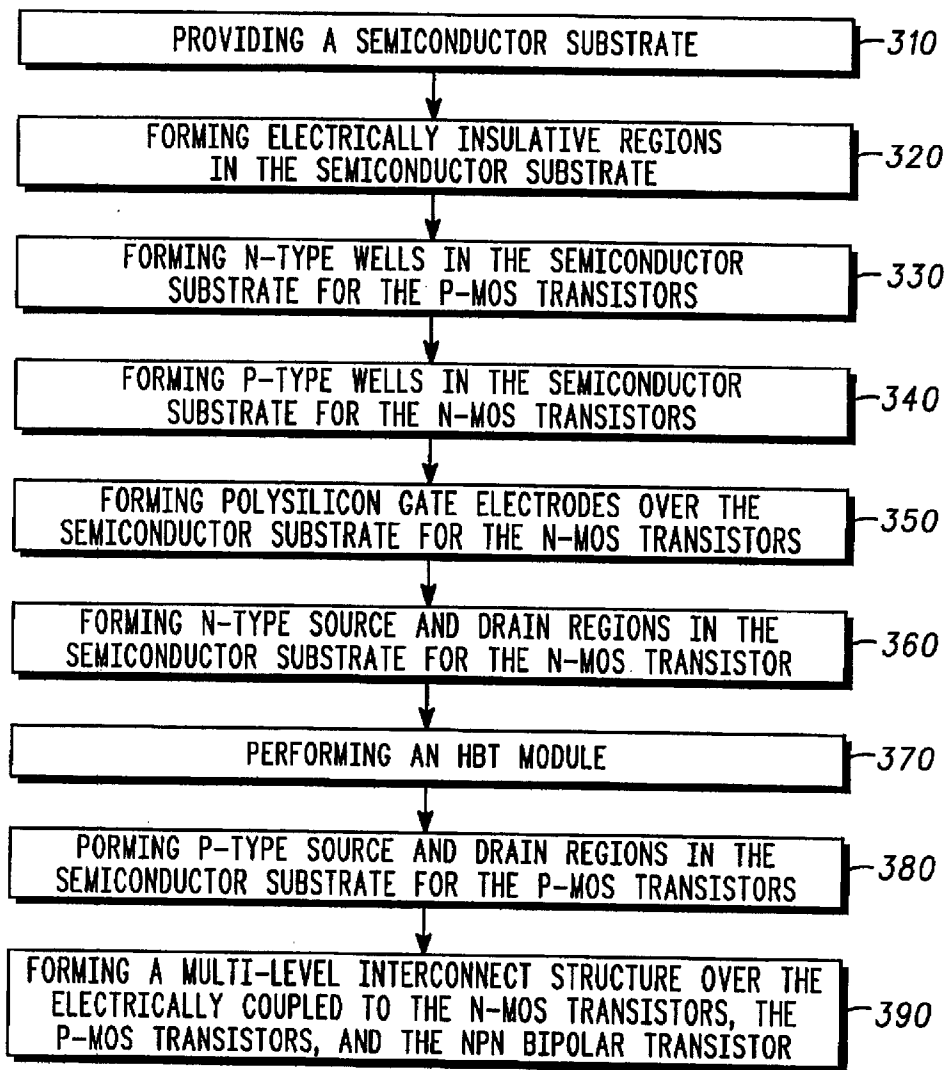 PROVIDING A SEMICONDUCTOR SUBSTRATE 310
FORMING ELECTRICALLY INSULATIVE REGIONS
IN THE SEMICONDUCTOR SUBSTRATE 320
FORMING N-TYPE WELLS IN THE SEMICONDUCTOR
SUBSTRATE FOR THE P-MOS TRANSISTORS 330
FORMING P-TYPE WELLS IN THE SEMICONDUCTOR
SUBSTRATE FOR THE N-MOS TRANSISTORS 340
FORMING POLYSILICON GATE ELECTRODES OVER THE
SEMICONDUCTOR SUBSTRATE FOR THE N-MOS TRANSISTORS 350
FORMING N-TYPE SOURCE AND DRAIN REGIONS IN THE
SEMICONDUCTOR SUBSTRATE FOR THE N-MOS TRANSISTOR 360
PERFORMING AN HBT MODULE 370
PORMING P-TYPE SOURCE AND DRAIN REGIONS IN THE
SEMICONDUCTOR SUBSTRATE FOR THE P-MOS TRANSISTORS 380
FORMING A MULTI-LEVEL INTERCONNECT STRUCTURE OVER THE
ELECTRICALLY COUPLED TO THE N-MOS TRANSISTORS, THE
P-MOS TRANSISTORS, AND THE NPN BIPOLAR TRANSISTOR 390